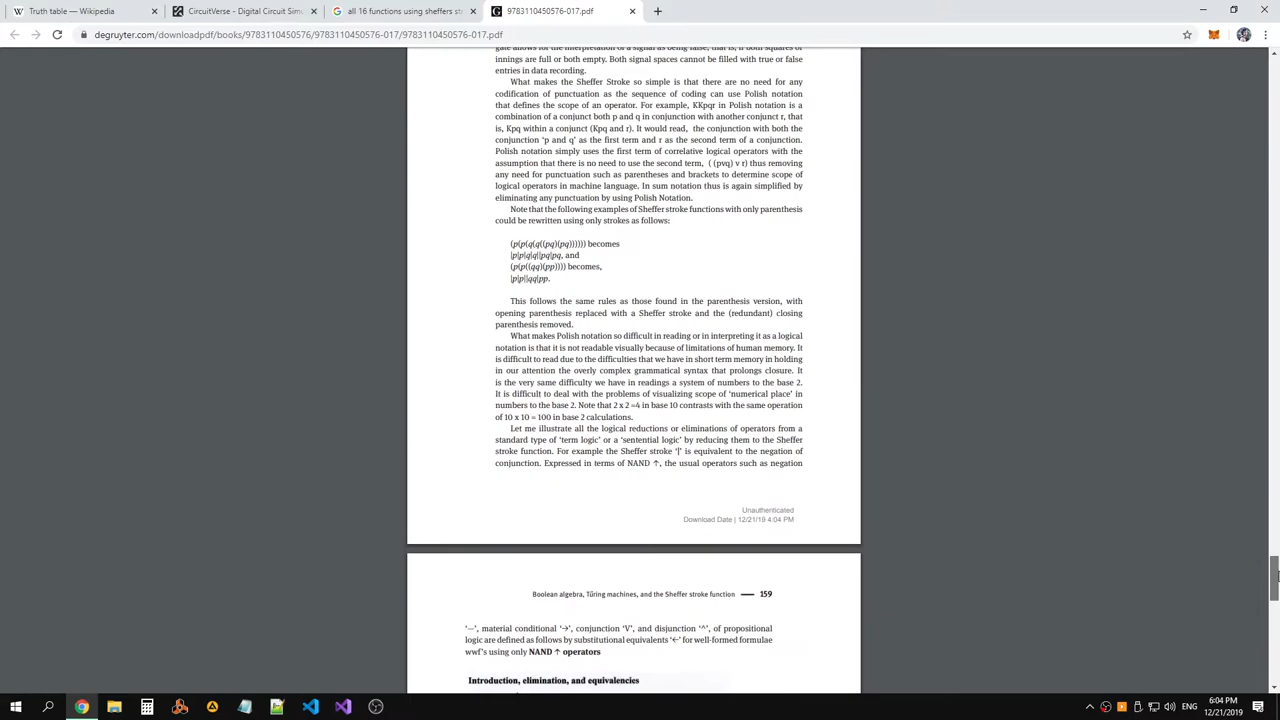 Truth table — Wikipedia
CircuitVerse - Digital Circuit Simu
all 16 functions using sheffers str
9783110450576-017.pdf
degruyter.com/downloadpdf/books/9783110450576/9783110450576-017/9783110450576-017.pdf
gate allows for the interpretation of a signal as being false, that is, if both squares or
innings are full or both empty. Both signal spaces cannot be filled with true or false
entries in data recording.
What makes the Sheffer Stroke so simple is that there are no need for any
codification of punctuation as the sequence of coding can use Polish notation
that defines the scope of an operator. For example, KKpqr in Polish notation is a
combination of a conjunct both p and q in conjunction with another conjunct r, that
is, Kpq within a conjunct (Kpq and r). It would read, the conjunction with both the
conjunction ‘p and q’ as the first term and r as the second term of a conjunction.
Polish notation simply uses the first term of correlative logical operators with the
assumption that there is no need to use the second term, ( (pvq) v r) thus removing
any need for punctuation such as parentheses and brackets to determine scope of
logical operators in machine language. In sum notation thus is again simplified by
eliminating any punctuation by using Polish Notation.
Note that the following examples of Sheffer stroke functions with only parenthesis
could be rewritten using only strokes as follows:
(p(p(q(q((pq)(pq)))))) becomes
|p|p|q|q||pq|pq, and
(p(p((qq)(pp)))) becomes,
|p|p||qq|pp.
This follows the same rules as those found in the parenthesis version, with
opening parenthesis replaced with a Sheffer stroke and the (redundant) closing
parenthesis removed.
What makes Polish notation so difficult in reading or in interpreting it as a logical
notation is that it is not readable visually because of limitations of human memory. It
is difficult to read due to the difficulties that we have in short term memory in holding
in our attention the overly complex grammatical syntax that prolongs closure. It
is the very same difficulty we have in readings a system of numbers to the base 2.
It is difficult to deal with the problems of visualizing scope of ‘numerical place’ in
numbers to the base 2. Note that 2 x 2 =4 in base 10 contrasts with the same operation
of 10 x 10 = 100 in base 2 calculations.
Let me illustrate all the logical reductions or eliminations of operators from a
standard type of ‘term logic’ or a ‘sentential logic’ by reducing them to the Sheffer
stroke function. For example the Sheffer stroke ‘|’ is equivalent to the negation of
conjunction. Expressed in terms of NAND ↑, the usual operators such as negation
Unauthenticated
Download Date | 12/21/19 4:04 PM
Boolean algebra, Tűring machines, and the Sheffer stroke function — 159
‘—’, material conditional ‘→’, conjunction ‘V’, and disjunction ‘^’, of propositional
logic are defined as follows by substitutional equivalents ‘←’ for well-formed formulae
wwf’s using only NAND ↑ operators
Introduction, elimination, and equivalencies
6:04 PM
12/21/2019